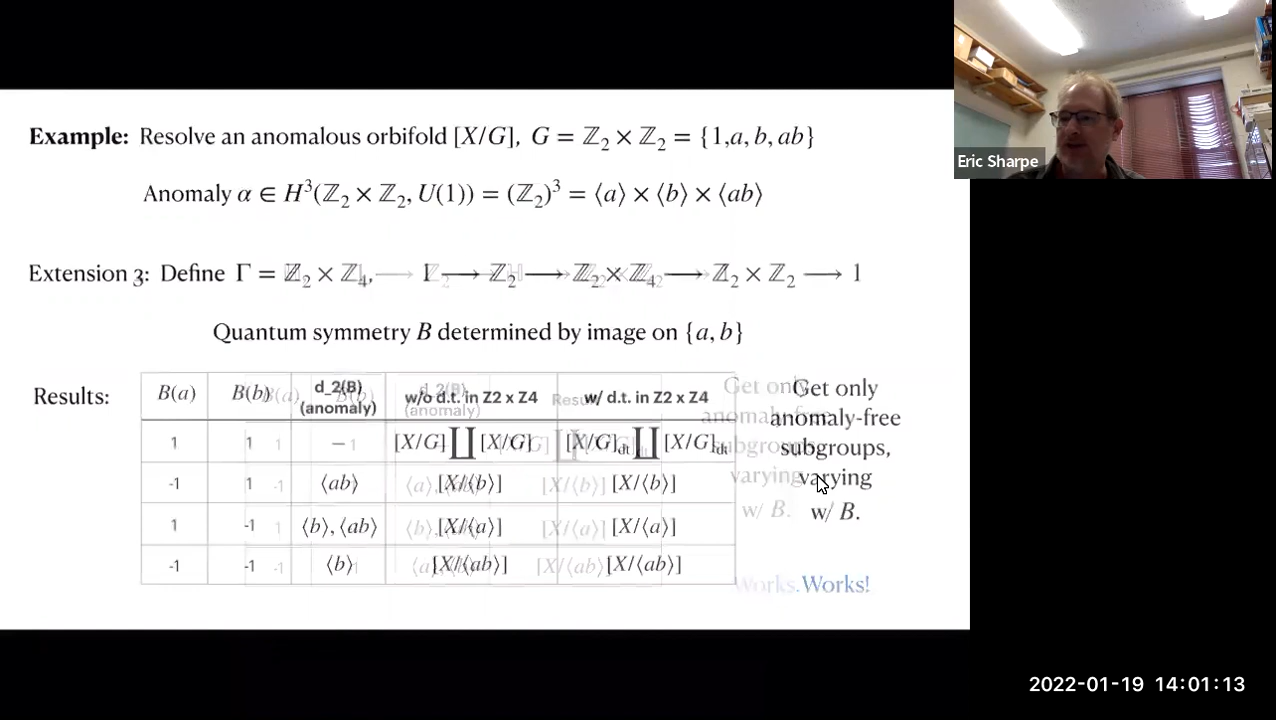 Example: Resolve an anomalous orbifold [X/G], G = ℤ₂ × ℤ₂ = {1,a, b, ab}
Eric Sharpe
Anomaly α ∈ H³(ℤ₂ × ℤ₂, U(1)) = (ℤ₂)³ = ⟨a⟩ × ⟨b⟩ × ⟨ab⟩
Extension 3: Define Γ = ℤ₂ × ℤ₄, ⟶ ℤ₂ ⟶ ℤ₂ × ℤ₄ ⟶ ℤ₂ × ℤ₂ ⟶ 1
Quantum symmetry B determined by image on {a, b}
Results:
B(a) B(b) d_2(B) (anomaly) w/o d.t. in Z2 x Z4 w/ d.t. in Z2 x Z4
1 1 – [X/G] ∐ [X/G] [X/G]dt ∐ [X/G]dt
-1 1 ⟨ab⟩ [X/⟨b⟩] [X/⟨b⟩]
1 -1 ⟨b⟩, ⟨ab⟩ [X/⟨a⟩] [X/⟨a⟩]
-1 -1 ⟨b⟩ [X/⟨ab⟩] [X/⟨ab⟩]
Get only
anomaly-free
subgroups,
varying
w/ B.
Works!
2022-01-19 14:01:13